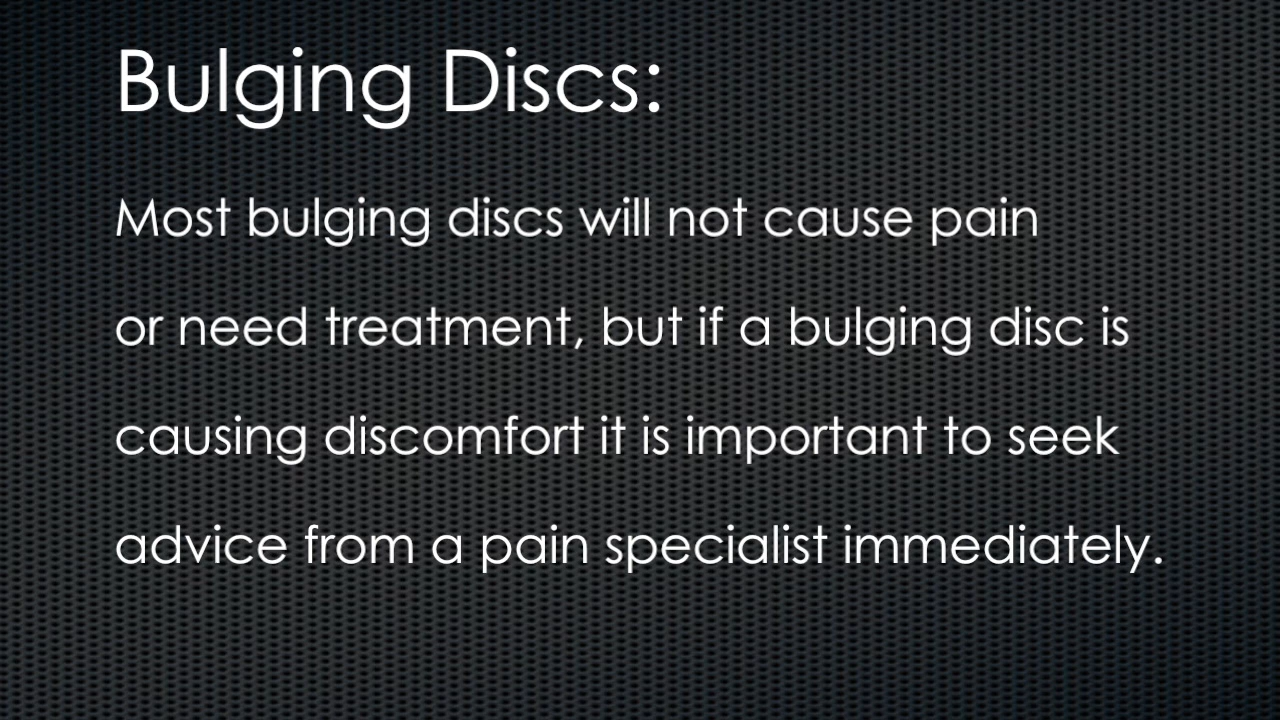 Bulging Discs:
Most bulging discs will not cause pain
or need treatment, but if a bulging disc is
causing discomfort it is important to seek
advice from a pain specialist immediately.